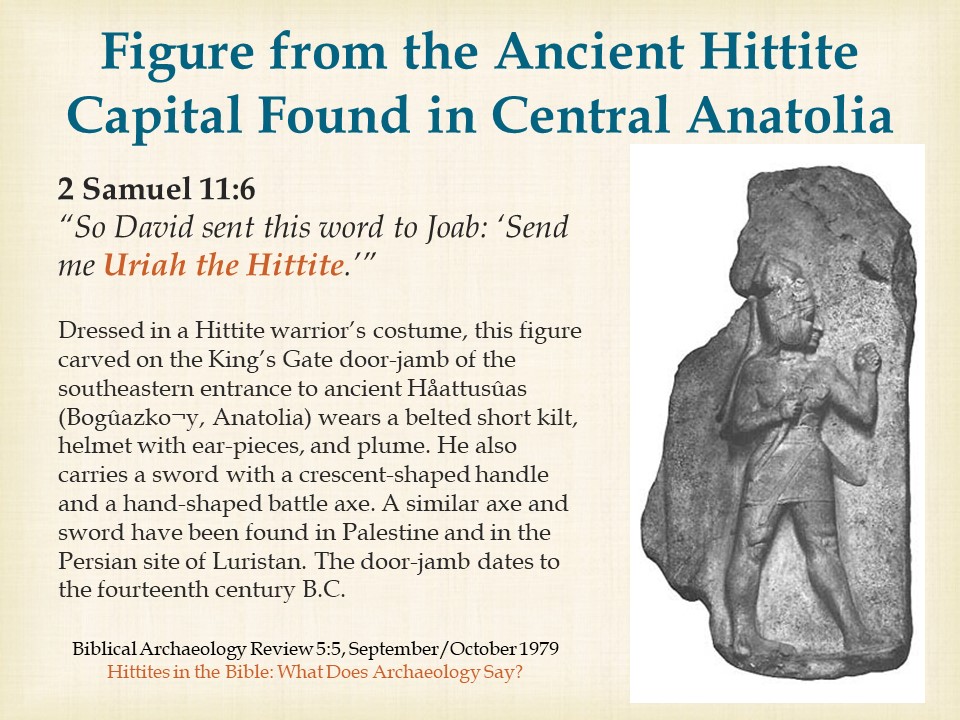 Figure from the Ancient Hittite
Capital Found in Central Anatolia
2 Samuel 11:6
“So David sent this word to Joab: ‘Send
me Uriah the Hittite.’”
Dressed in a Hittite warrior’s costume, this figure
carved on the King’s Gate door-jamb of the
southeastern entrance to ancient Håattusûas
(Bogûazko¬y, Anatolia) wears a belted short kilt,
helmet with ear-pieces, and plume. He also
carries a sword with a crescent-shaped handle
and a hand-shaped battle axe. A similar axe and
sword have been found in Palestine and in the
Persian site of Luristan. The door-jamb dates to
the fourteenth century B.C.
Biblical Archaeology Review 5:5, September/October 1979
Hittites in the Bible: What Does Archaeology Say?